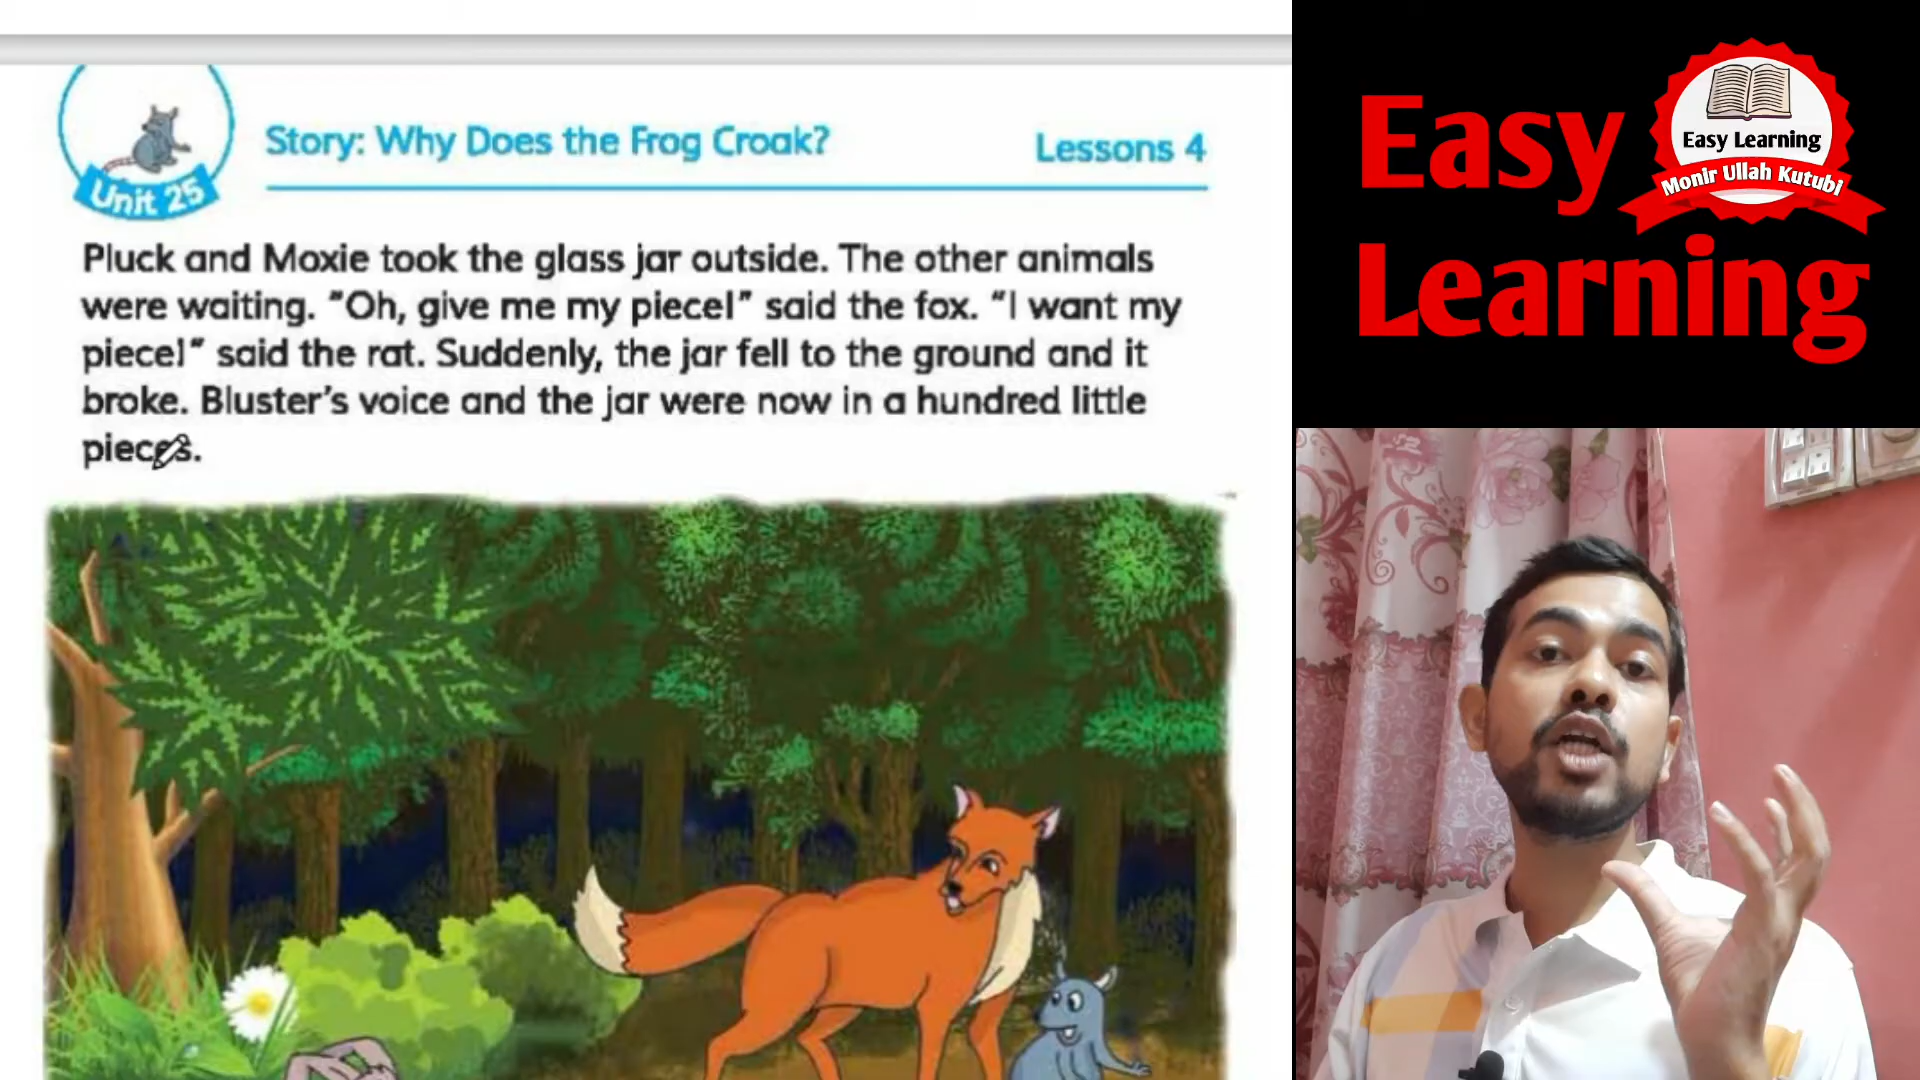 Unit 25
Story: Why Does the Frog Croak?
Lessons 4
Pluck and Moxie took the glass jar outside. The other animals
were waiting. "Oh, give me my piece!" said the fox. "I want my
piece!" said the rat. Suddenly, the jar fell to the ground and it
broke. Bluster's voice and the jar were now in a hundred little
pieces.
Easy
Learning
Easy Learning
Monir Ullah Kutubi